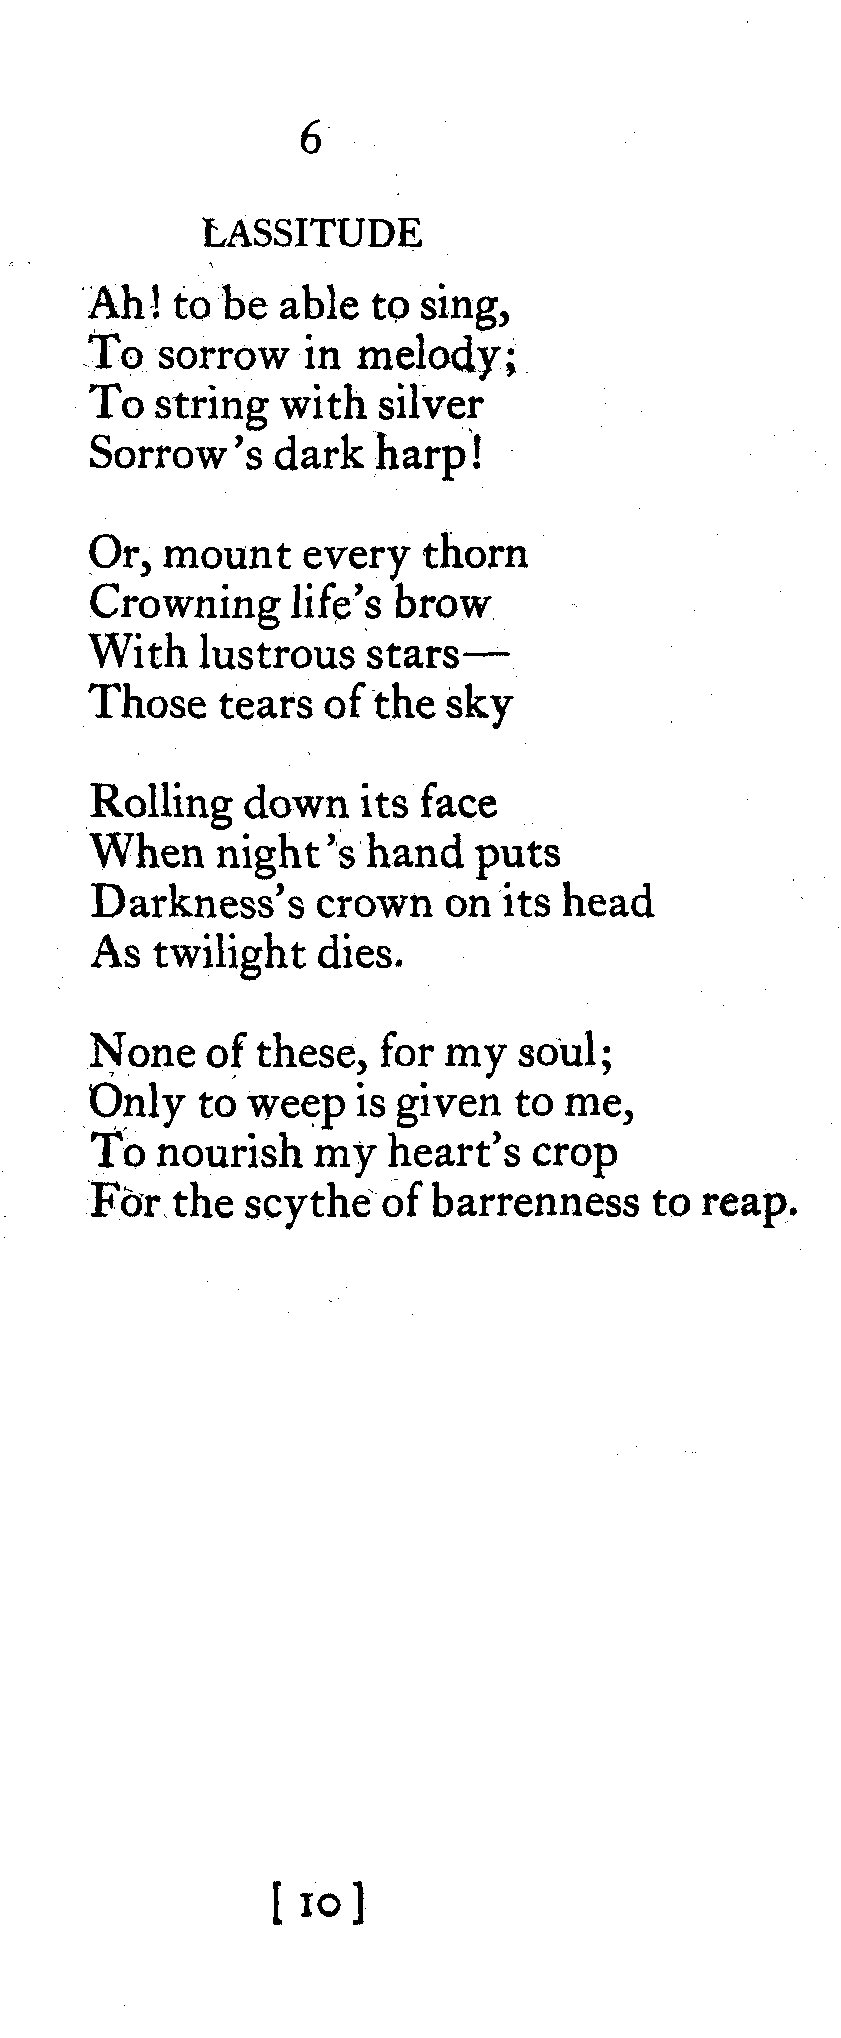 6
LASSITUDE
Ah! to be able to sing,
To sorrow in melody;
To string with silver
Sorrow's dark harp!
Or, mount every thorn
Crowning life's brow
With lustrous stars—
Those tears of the sky
Rolling down its face
When night's hand puts
Darkness's crown on its head
As twilight dies.
None of these, for my soul;
Only to weep is given to me,
To nourish my heart's crop
For the scythe of barrenness to reap.
[ 10 ]